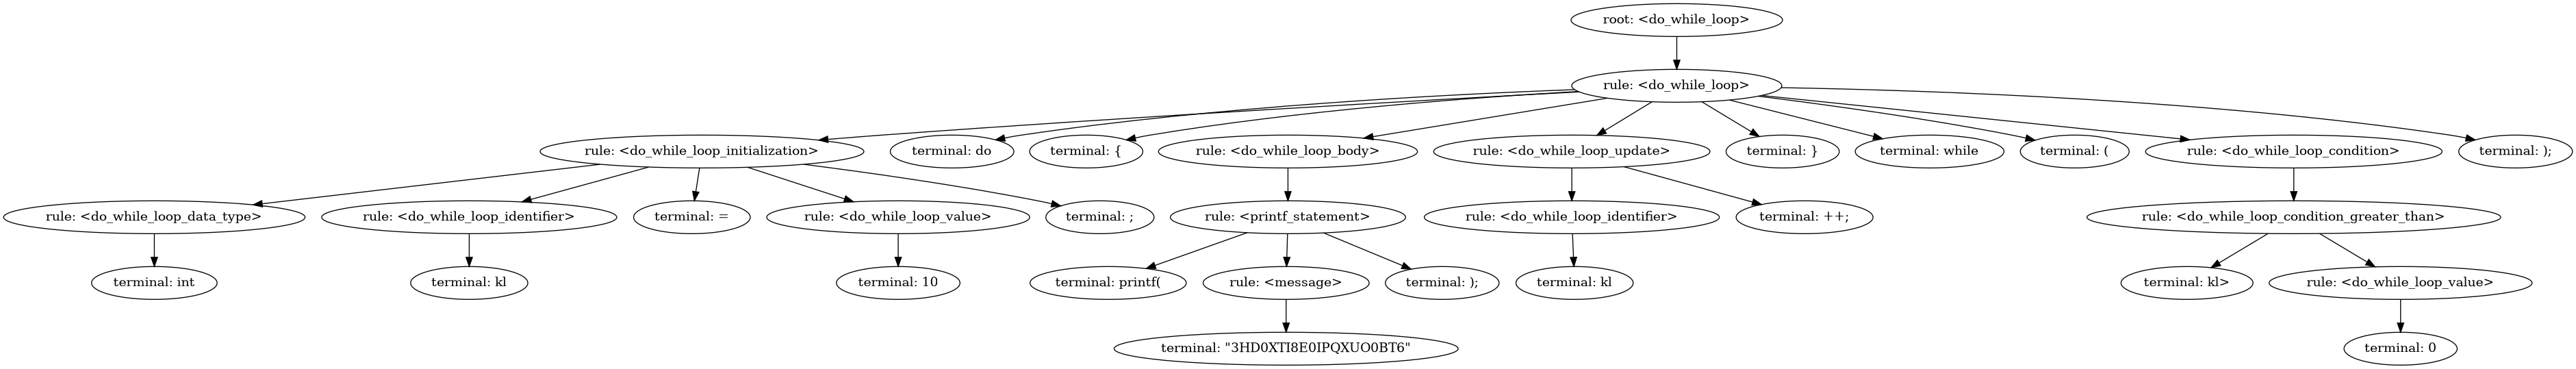 root: <do_while_loop>
rule: <do_while_loop>
rule: <do_while_loop_initialization>
terminal: do
terminal: {
rule: <do_while_loop_body>
rule: <do_while_loop_update>
terminal: }
terminal: while
terminal: (
rule: <do_while_loop_condition>
terminal: );
rule: <do_while_loop_data_type>
rule: <do_while_loop_identifier>
terminal: =
rule: <do_while_loop_value>
terminal: ;
rule: <printf_statement>
rule: <do_while_loop_identifier>
terminal: ++;
rule: <do_while_loop_condition_greater_than>
terminal: int
terminal: kl
terminal: 10
terminal: printf(
rule: <message>
terminal: );
terminal: kl
terminal: kl>
rule: <do_while_loop_value>
terminal: "3HD0XTI8E0IPQXUO0BT6"
terminal: 0